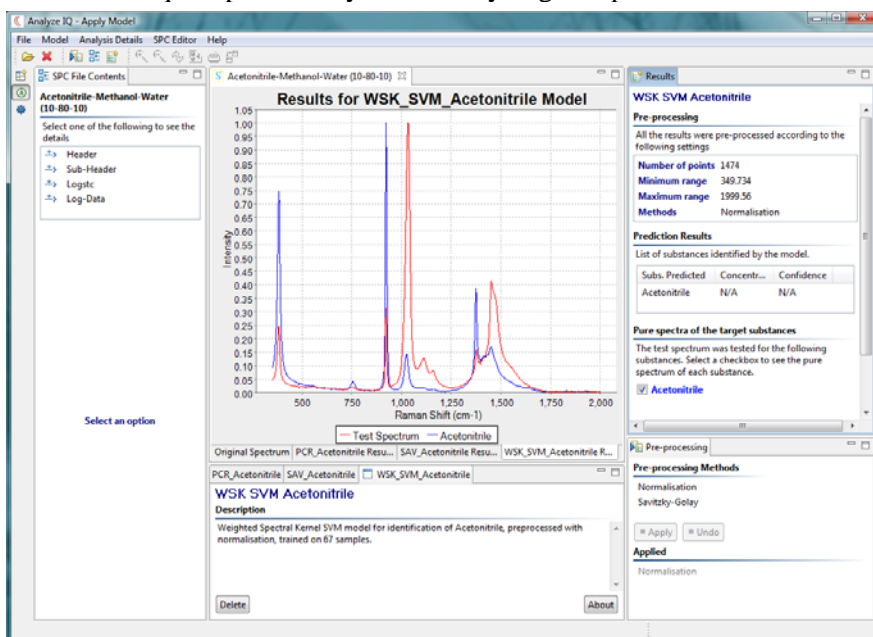 Analyze IQ - Apply Model
File Model Analysis Details SPC Editor Help
SPC File Contents
Acetonitrile-Methanol-Water
(10-80-10)
Select one of the following to see the
details
Header
Sub-Header
Logstc
Log-Data
Select an option
Acetonitrile-Methanol-Water (10-80-10)
Results for WSK_SVM_Acetonitrile Model
Intensity
1.05
1.00
0.95
0.90
0.85
0.80
0.75
0.70
0.65
0.60
0.55
0.50
0.45
0.40
0.35
0.30
0.25
0.20
0.15
0.10
0.05
0.00
500 750 1,000 1,250 1,500 1,750 2,000
Raman Shift (cm-1)
Test Spectrum Acetonitrile
Original Spectrum PCR_Acetonitrile Resu... SAV_Acetonitrile Resu... WSK_SVM_Acetonitrile R...
PCR_Acetonitrile SAV_Acetonitrile WSK_SVM_Acetonitrile
WSK SVM Acetonitrile
Description
Weighted Spectral Kernel SVM model for identification of Acetonitrile, preprocessed with
normalisation, trained on 67 samples.
Delete About
Results
WSK SVM Acetonitrile
Pre-processing
All the results were pre-processed according to the
following settings
Number of points 1474
Minimum range 349.734
Maximum range 1999.56
Methods Normalisation
Prediction Results
List of substances identified by the model.
Subs. Predicted Concentr... Confidence
Acetonitrile N/A N/A
Pure spectra of the target substances
The test spectrum was tested for the following
substances. Select a checkbox to see the pure
spectrum of each substance.
Acetonitrile
Pre-processing
Pre-processing Methods
Normalisation
Savitzky-Golay
Apply Undo
Applied
Normalisation